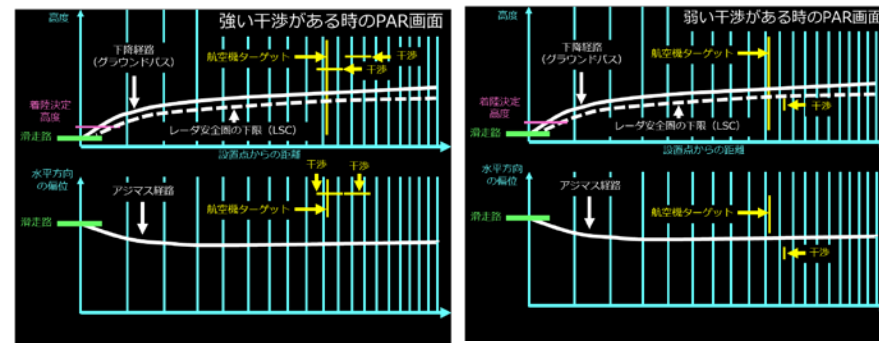 強い干渉がある時のPAR画面
高度
下降経路
(グラウンドパス)
航空機ターゲット
干渉
干渉
着陸決定
高度
滑走路
レーダ安全圏の下限(LSC)
設置点からの距離
水平方向
の偏位
アジマス経路
干渉
干渉
航空機ターゲット
滑走路
弱い干渉がある時のPAR画面
高度
下降経路
(グラウンドパス)
航空機ターゲット
着陸決定
高度
干渉
滑走路
レーダ安全圏の下限(LSC)
設置点からの距離
水平方向
の偏位
アジマス経路
航空機ターゲット
滑走路
干渉